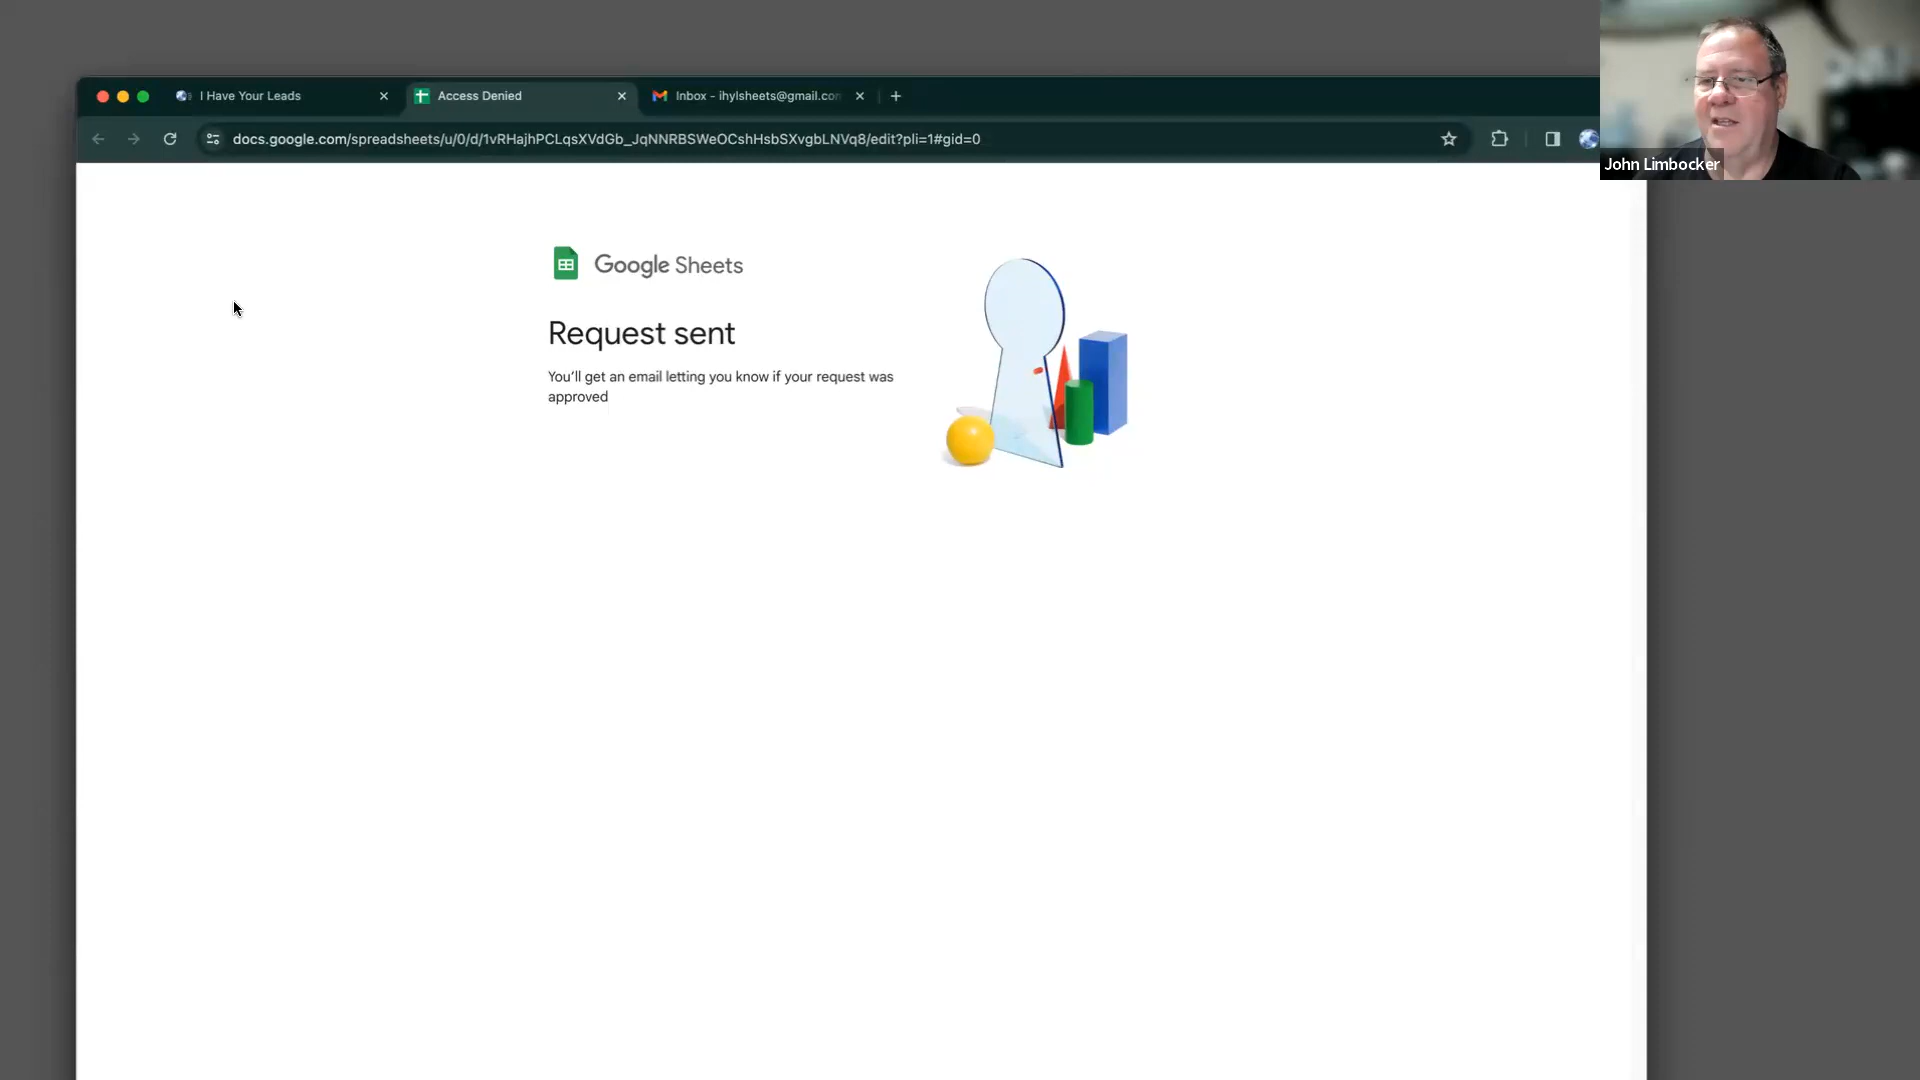 I Have Your Leads
Access Denied
Inbox - ihylsheets@gmail.con
docs.google.com/spreadsheets/u/0/d/1vRHajhPCLqsXVdGb_JqNNRBSWeOCshHsbSXvgbLNVq8/edit?pli=1#gid=0
John Limbocker
Google Sheets
Request sent
You’ll get an email letting you know if your request was
approved